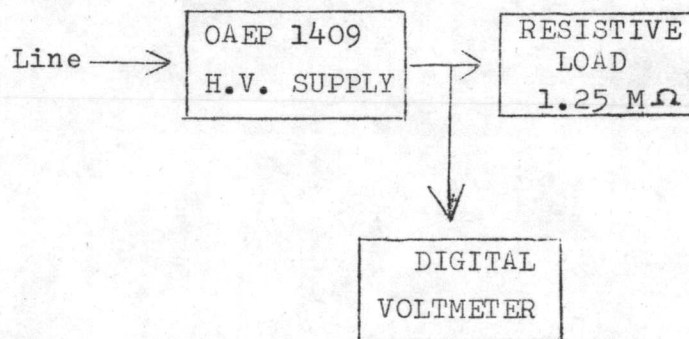 Line
OAEP 1409
H.V. SUPPLY
RESISTIVE
LOAD
1.25 MΩ
DIGITAL
VOLTMETER